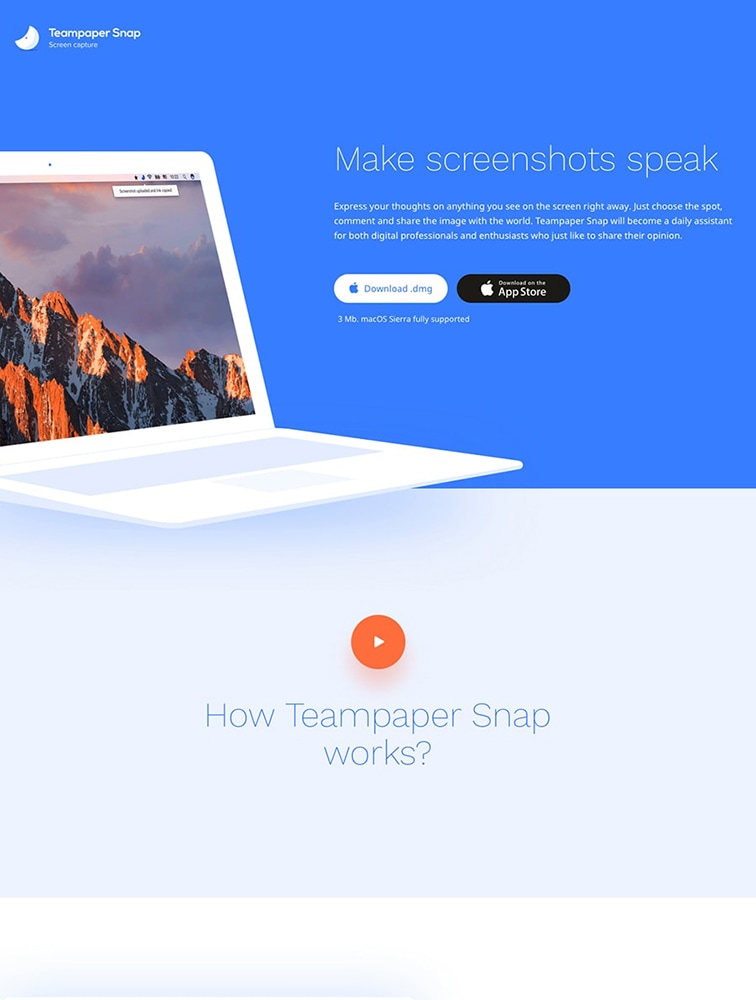 Teampaper Snap
Screen capture
Screenshot uploaded and link copied
Make screenshots speak
Express your thoughts on anything you see on the screen right away. Just choose the spot,
comment and share the image with the world. Teampaper Snap will become a daily assistant
for both digital professionals and enthusiasts who just like to share their opinion.
Download .dmg
Download on the
App Store
3 Mb. macOS Sierra fully supported
How Teampaper Snap
works?